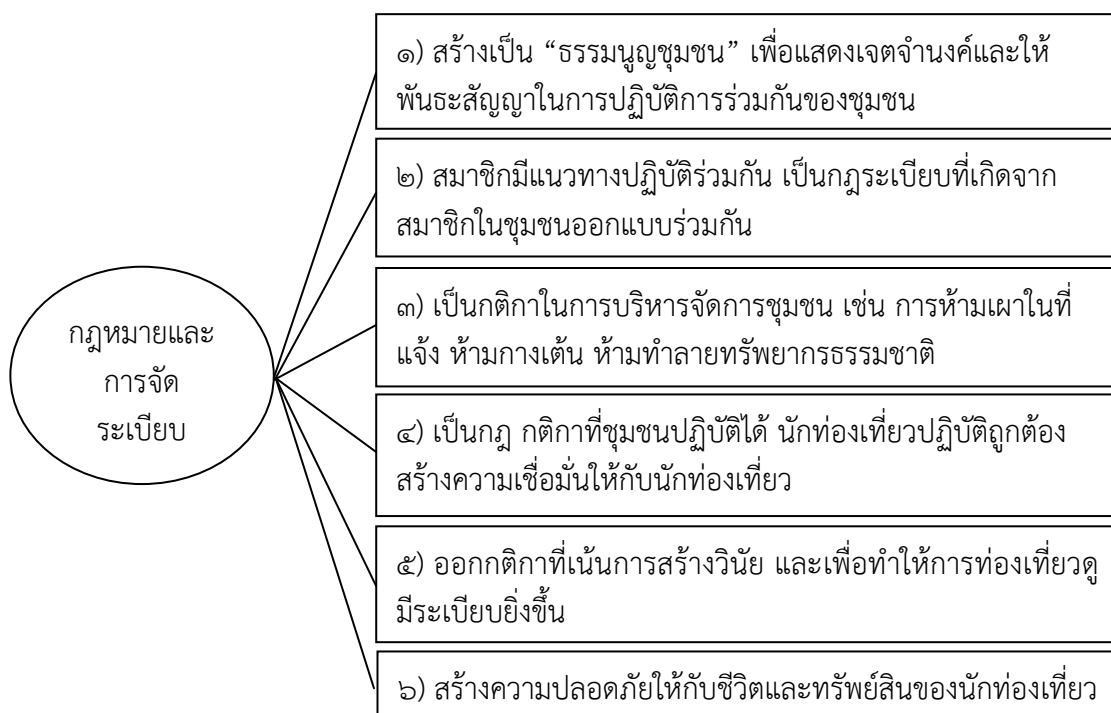 ๑) สร้างเป็น “ธรรมนูญชุมชน” เพื่อแสดงเจตจำนงค์และให้
พันธะสัญญาในการปฏิบัติการร่วมกันของชุมชน
๒) สมาชิกมีแนวทางปฏิบัติร่วมกัน เป็นกฎระเบียบที่เกิดจาก
สมาชิกในชุมชนออกแบบร่วมกัน
กฎหมายและ
การจัด
ระเบียบ
๓) เป็นกติกาในการบริหารจัดการชุมชน เช่น การห้ามเผาในที่
แจ้ง ห้ามกางเต้น ห้ามทำลายทรัพยากรธรรมชาติ
๔) เป็นกฎ กติกาที่ชุมชนปฏิบัติได้ นักท่องเที่ยวปฏิบัติถูกต้อง
สร้างความเชื่อมั่นให้กับนักท่องเที่ยว
๕) ออกกติกาที่เน้นการสร้างวินัย และเพื่อทำให้การท่องเที่ยวดู
มีระเบียบยิ่งขึ้น
๖) สร้างความปลอดภัยให้กับชีวิตและทรัพย์สินของนักท่องเที่ยว